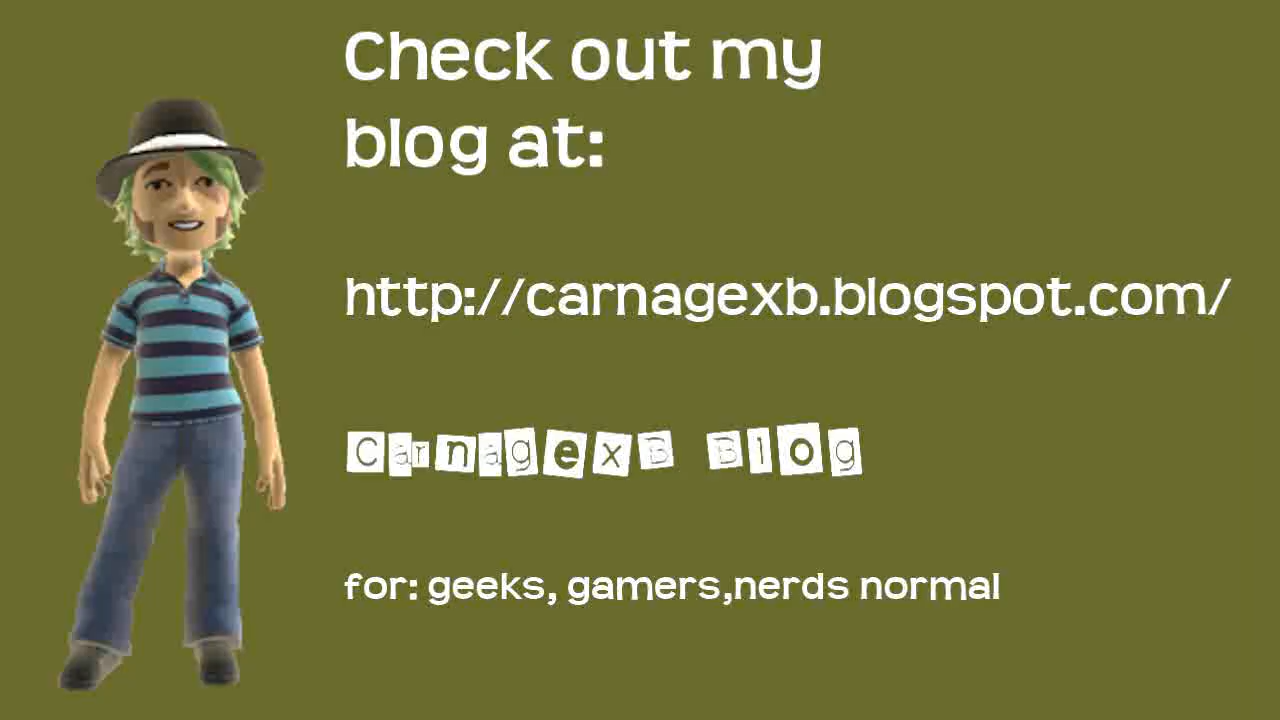 Check out my
blog at:
http://carnagexb.blogspot.com/
CarnagexB Blog
for: geeks, gamers,nerds normal